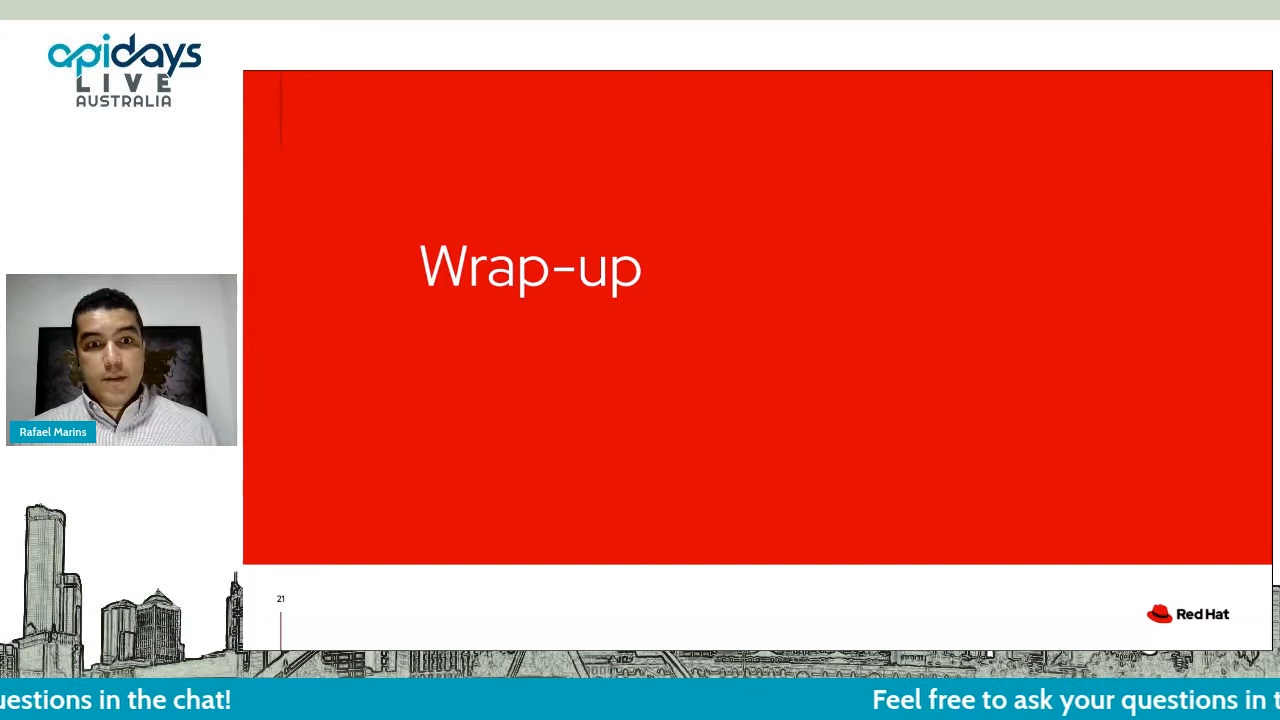 apidays
LIVE
AUSTRALIA
Wrap-up
Rafael Marins
21
Red Hat
uestions in the chat!
Feel free to ask your questions in t